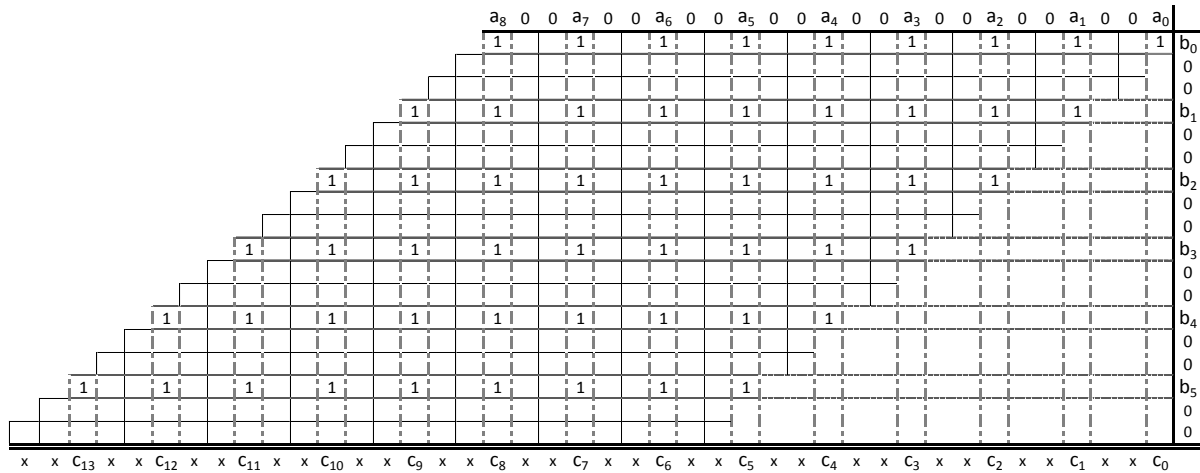 a₈ 0 0 a₇ 0 0 a₆ 0 0 a₅ 0 0 a₄ 0 0 a₃ 0 0 a₂ 0 0 a₁ 0 0 a₀
1 1 1 1 1 1 1 1 1 b₀
0
0
1 1 1 1 1 1 1 1 1 b₁
0
0
1 1 1 1 1 1 1 1 1 b₂
0
0
1 1 1 1 1 1 1 1 1 b₃
0
0
1 1 1 1 1 1 1 1 1 b₄
0
0
1 1 1 1 1 1 1 1 1 b₅
0
0
x x c₁₃ x x c₁₂ x x c₁₁ x x c₁₀ x x c₉ x x c₈ x x c₇ x x c₆ x x c₅ x x c₄ x x c₃ x x c₂ x x c₁ x x c₀